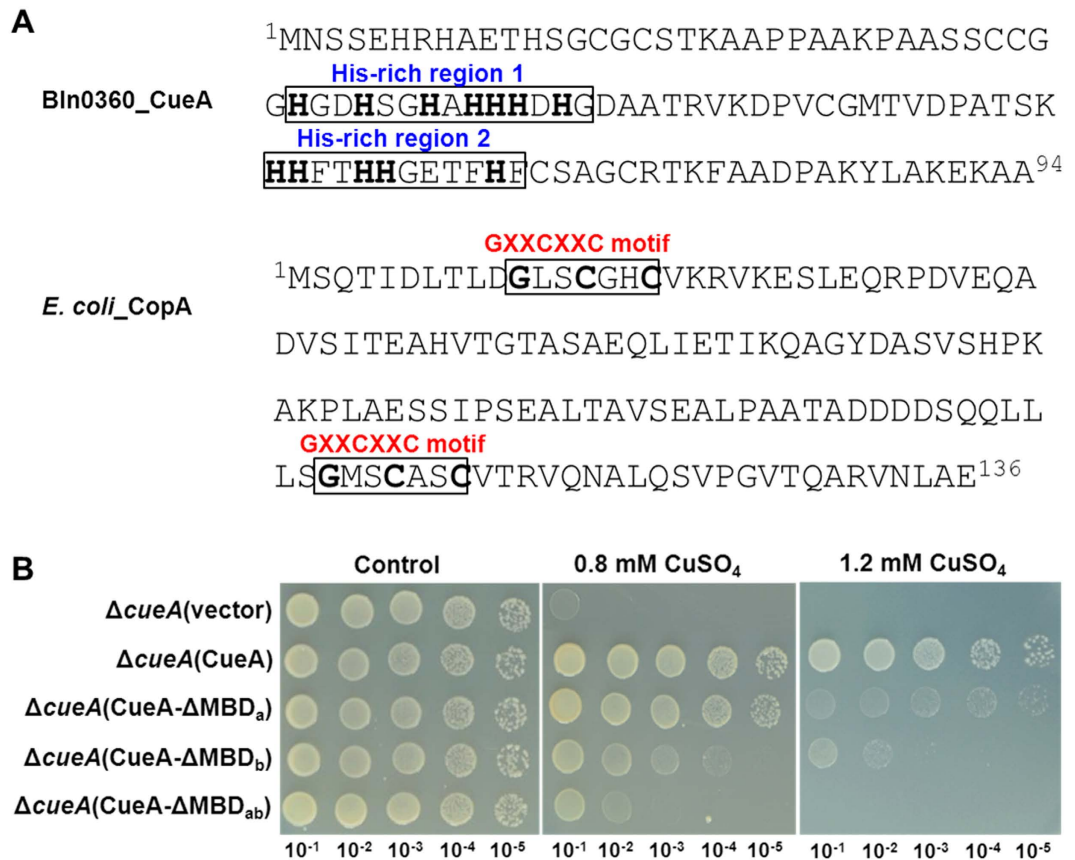 A
¹MNSSEHRHAETHSGCGCSTKAAPPAAKPAASSCCG
His-rich region 1
Bln0360_CueA
GHGDHSGHAHHHDHGDAATRVKDPVCGMTVDPATSK
His-rich region 2
HHFTHHGETFHFCSAGCRTKFAADPAKYLAKEKAA⁹⁴
GXXCXXC motif
¹MSQTIDLTLDGLSCGHCVKRVKESLEQRPDVEQA
E. coli_CopA
DVSITEAHVTGTASAEQLIETIKQAGYDASVSHPK
AKPLAESSIPSEALTAVSEALPAATADDDDSQQLL
GXXCXXC motif
LSGMSCASCVTRVQNALQSVPGVTQARVNLAE¹³⁶
B
Control 0.8 mM CuSO₄ 1.2 mM CuSO₄
ΔcueA(vector)
ΔcueA(CueA)
ΔcueA(CueA-ΔMBDₐ)
ΔcueA(CueA-ΔMBD_b)
ΔcueA(CueA-ΔMBD_ab)
10⁻¹ 10⁻² 10⁻³ 10⁻⁴ 10⁻⁵ 10⁻¹ 10⁻² 10⁻³ 10⁻⁴ 10⁻⁵ 10⁻¹ 10⁻² 10⁻³ 10⁻⁴ 10⁻⁵